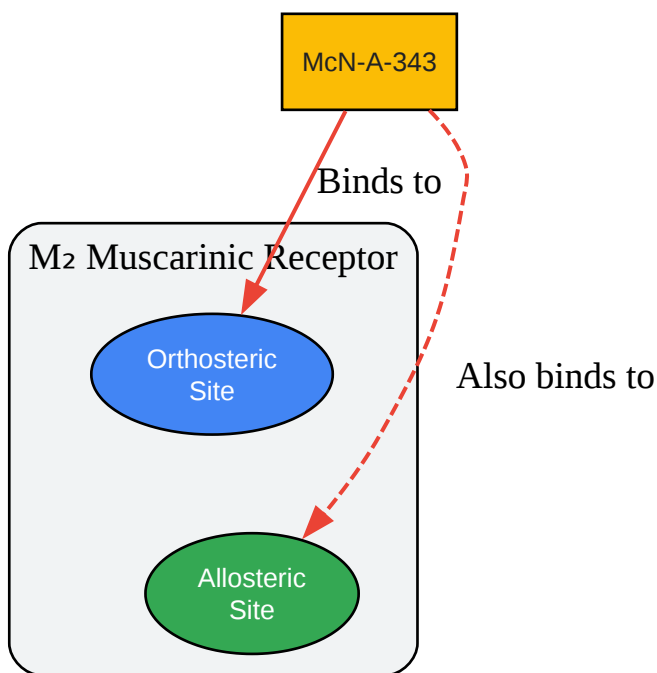 McN-A-343
Binds to
M₂ Muscarinic Receptor
Orthosteric
Site
Also binds to
Allosteric
Site